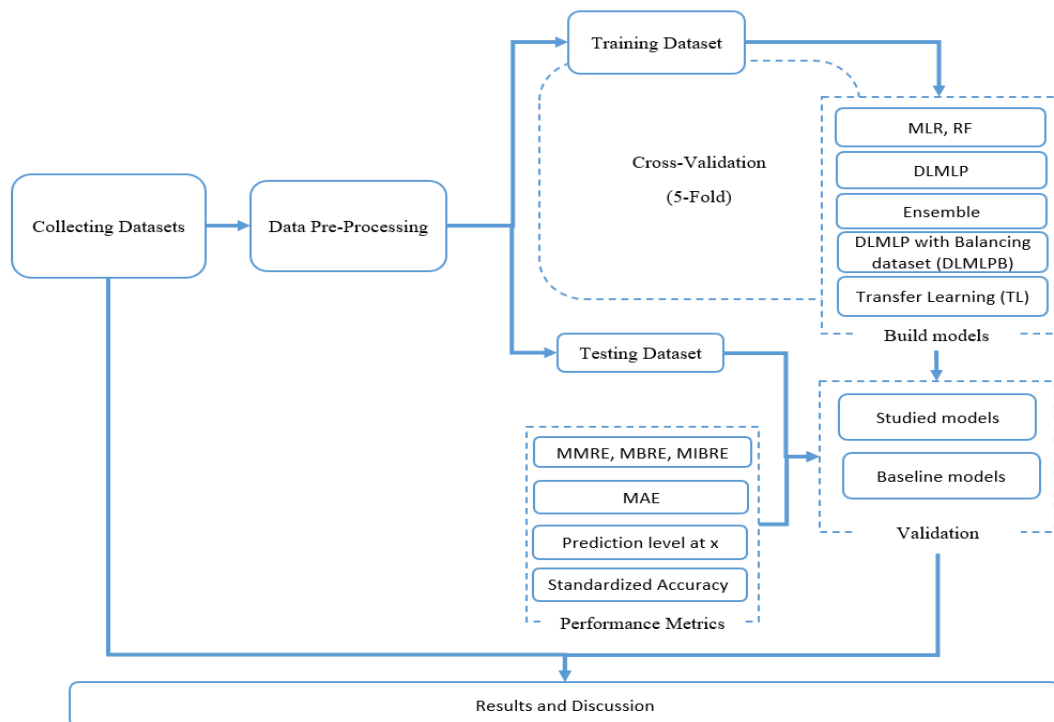 Training Dataset
Cross-Validation
(5-Fold)
Collecting Datasets
Data Pre-Processing
MLR, RF
DLMLP
Ensemble
DLMLP with Balancing
dataset (DLMLPB)
Transfer Learning (TL)
Build models
Testing Dataset
Studied models
Baseline models
Validation
MMRE, MBRE, MIBRE
MAE
Prediction level at x
Standardized Accuracy
Performance Metrics
Results and Discussion